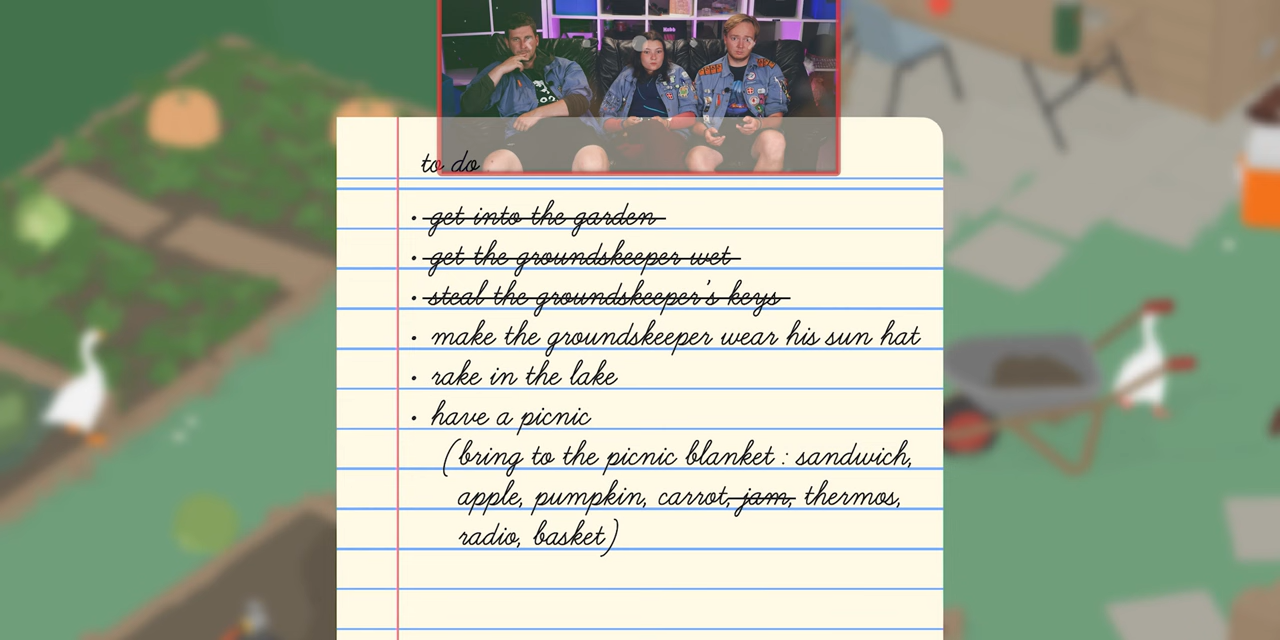 to do
• get into the garden
• get the groundskeeper wet
• steal the groundskeeper's keys
• make the groundskeeper wear his sun hat
• rake in the lake
• have a picnic
(bring to the picnic blanket : sandwich,
apple, pumpkin, carrot, jam, thermos,
radio, basket)